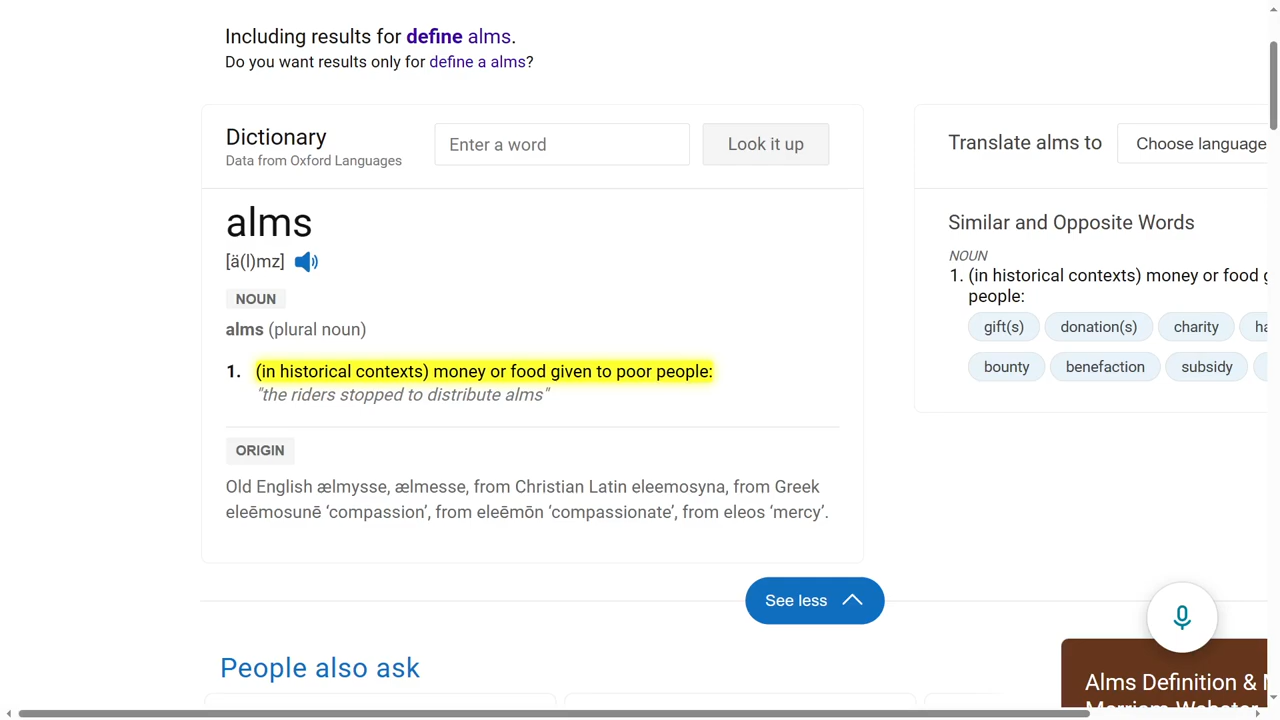 Including results for define alms.
Do you want results only for define a alms?
Dictionary
Data from Oxford Languages
Enter a word
Look it up
alms
[ä(l)mz]
NOUN
alms (plural noun)
1. (in historical contexts) money or food given to poor people:
"the riders stopped to distribute alms"
ORIGIN
Old English ælmysse, ælmesse, from Christian Latin eleemosyna, from Greek
eleēmosunē ‘compassion’, from eleēmōn ‘compassionate’, from eleos ‘mercy’.
See less
People also ask
Translate alms to
Choose language
Similar and Opposite Words
NOUN
1. (in historical contexts) money or food
people:
gift(s) donation(s) charity
bounty benefaction subsidy
Alms Definition &
Merriam-Webster